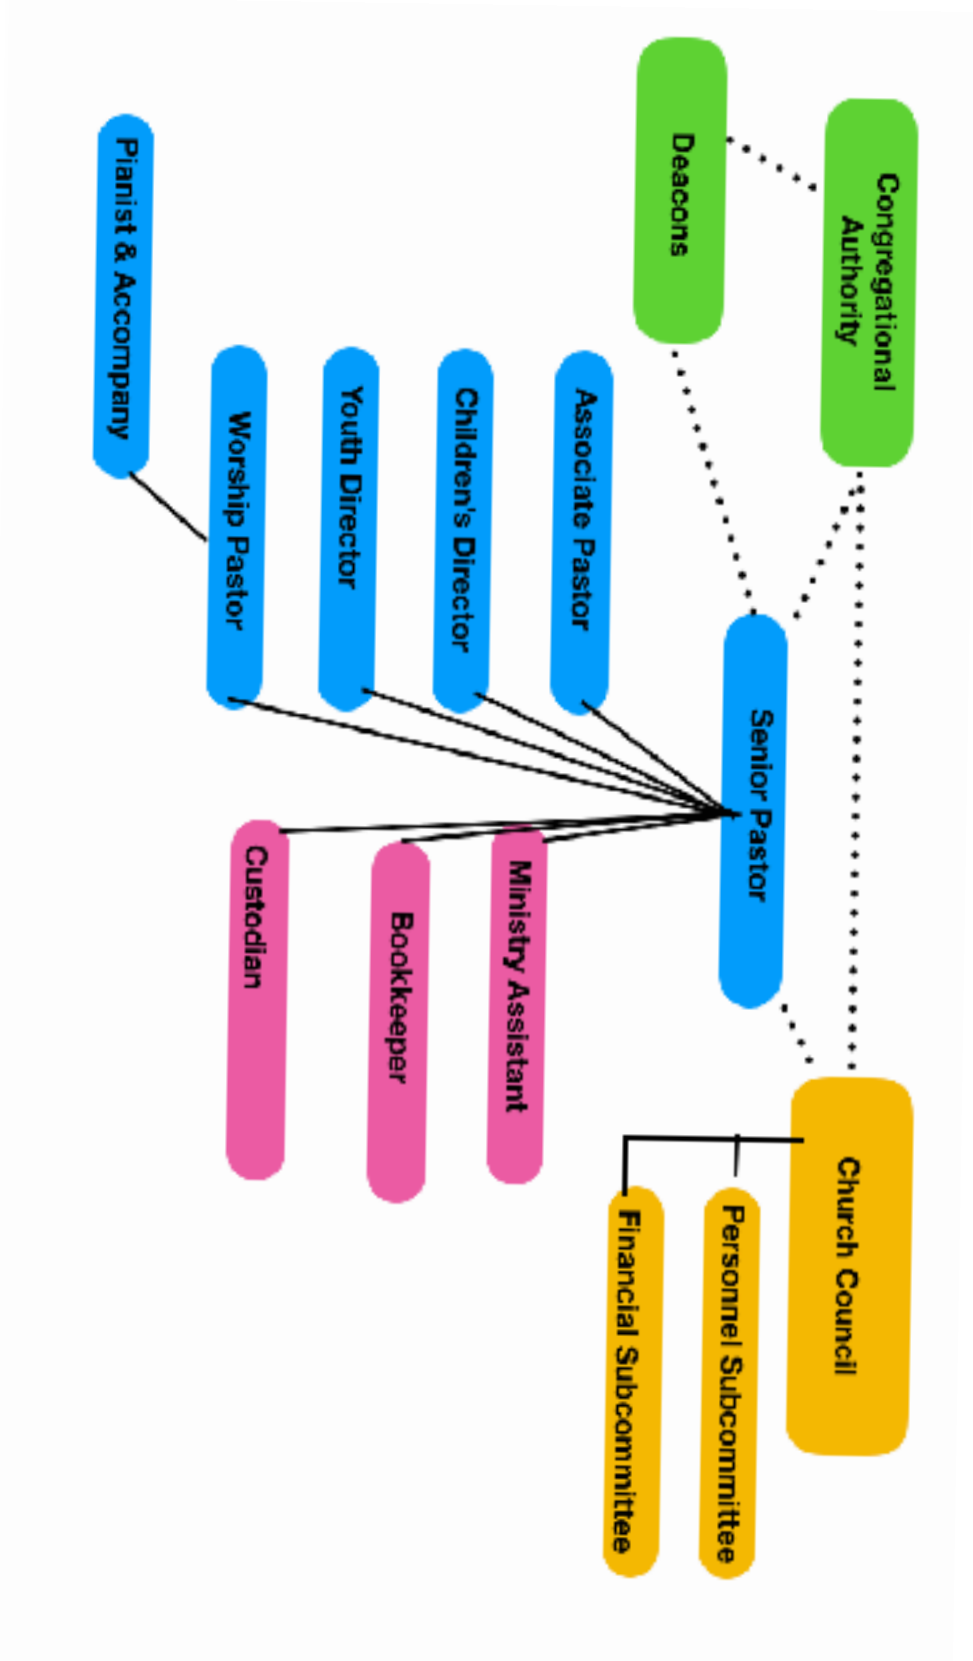 Congregational
Authority
Church Council
Deacons
Senior Pastor
Personnel Subcommittee
Financial Subcommittee
Associate Pastor
Ministry Assistant
Children's Director
Bookkeeper
Youth Director
Custodian
Worship Pastor
Pianist & Accompany